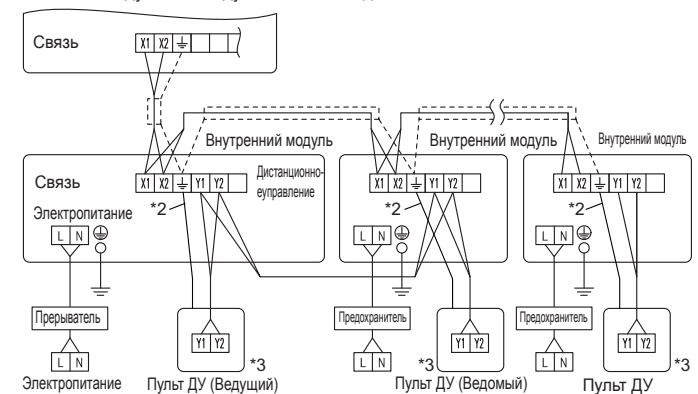 Связь
X1 X2
Внутренний модуль
Внутренний модуль
Внутренний модуль
Связь
X1 X2 Y1 Y2
Дистанционно-
еуправление
X1 X2 Y1 Y2
X1 X2 Y1 Y2
*2
*2
*2
Электропитание
L N
L N
L N
Прерыватель
Предохранитель
Предохранитель
Y1 Y2
Y1 Y2
Y1 Y2
L N
*3
L N
*3
L N
*3
Электропитание
Пульт ДУ (Ведущий)
Пульт ДУ (Ведомый)
Пульт ДУ